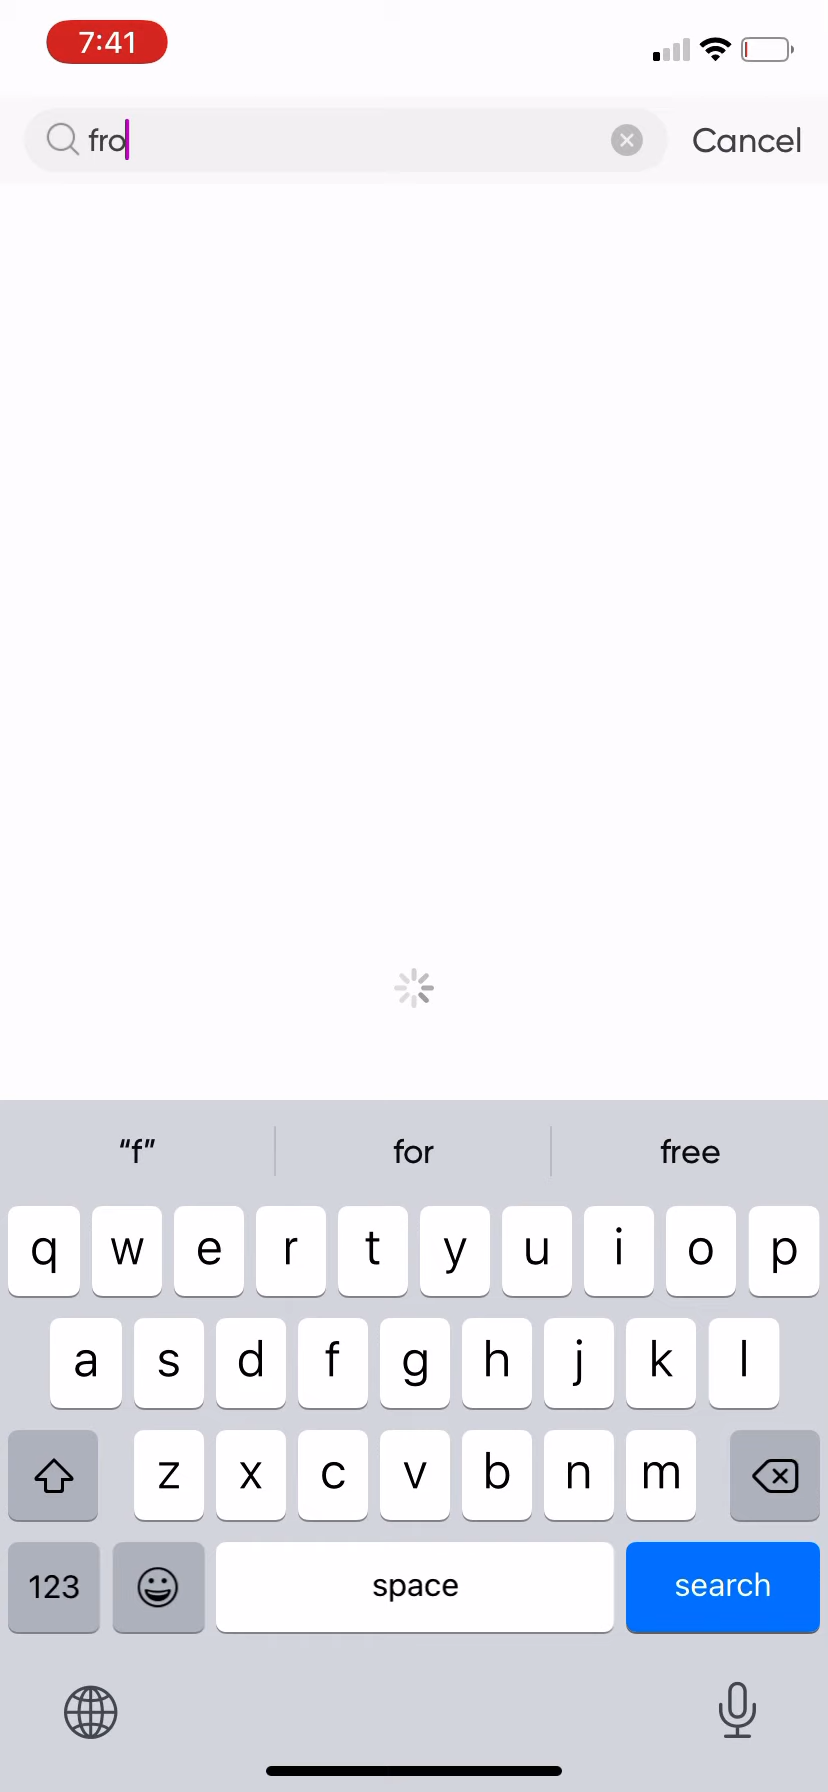 7:41
fro
Cancel
“f” for free
q w e r t y u i o p
a s d f g h j k l
z x c v b n m
123 space search